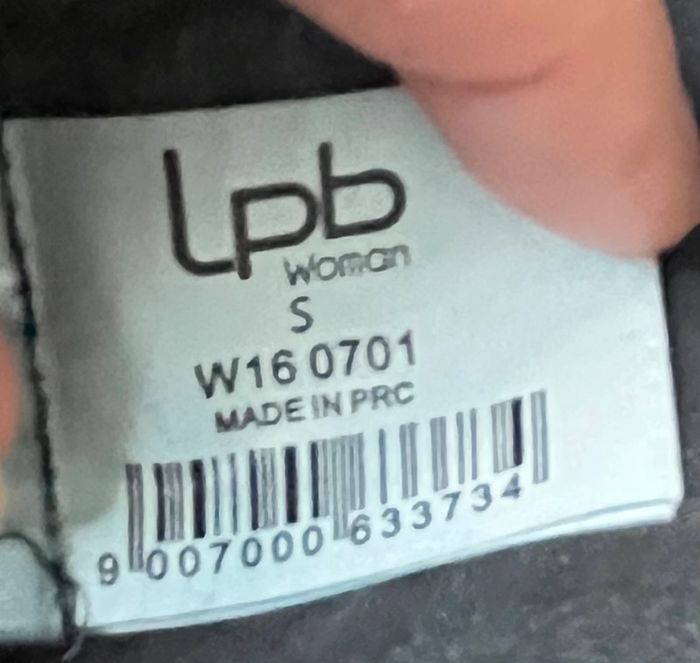 Lpb
Woman
S
W16 0701
MADE IN PRC
9 007000 633734